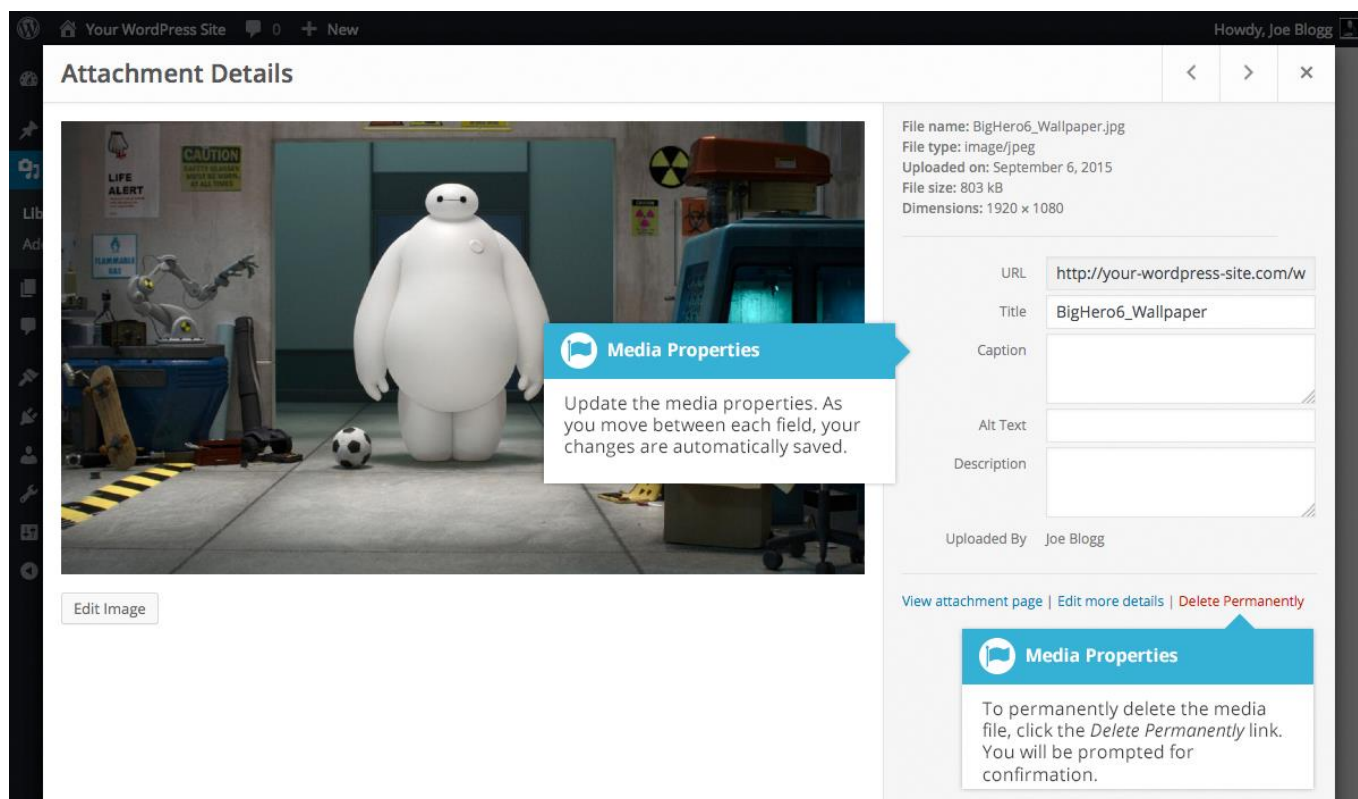 Your WordPress Site 0 + New Howdy, Joe Blogg
Attachment Details
LIFE
ALERT
CAUTION
FLAMMABLE
GAS
File name: BigHero6_Wallpaper.jpg
File type: image/jpeg
Uploaded on: September 6, 2015
File size: 803 kB
Dimensions: 1920 × 1080
Lib
Ad
URL http://your-wordpress-site.com/w
Title BigHero6_Wallpaper
Caption
Alt Text
Description
Uploaded By Joe Blogg
Media Properties
Update the media properties. As
you move between each field, your
changes are automatically saved.
Edit Image
View attachment page | Edit more details | Delete Permanently
Media Properties
To permanently delete the media
file, click the Delete Permanently link.
You will be prompted for
confirmation.